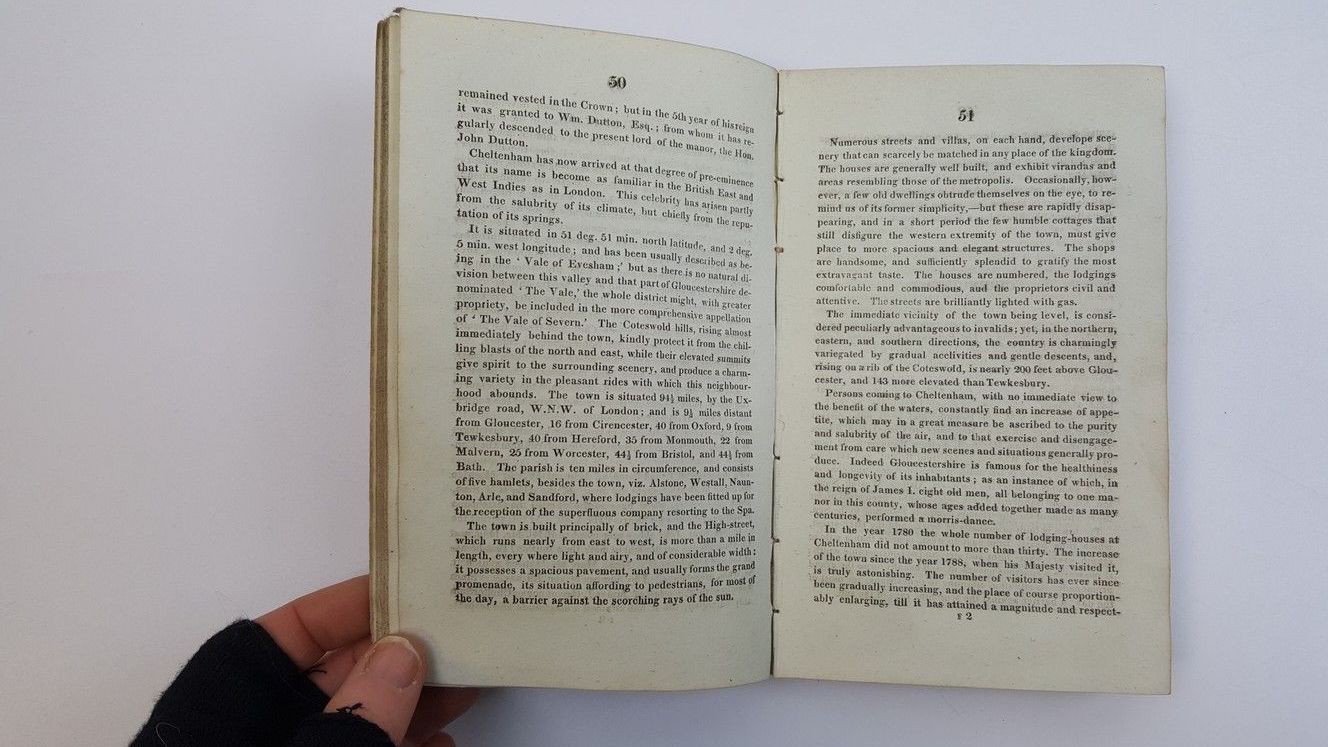 50
remained vested in the Crown; but in the 5th year of his reign
it was granted to Wm. Dutton, Esq.; from whom it has re-
gularly descended to the present lord of the manor, the Hon.
John Dutton.
Cheltenham has now arrived at that degree of pre-eminence
that its name is become as familiar in the British East and
West Indies as in London. This celebrity has arisen partly
from the salubrity of its climate, but chiefly from the repu-
tation of its springs.
It is situated in 51 deg. 51 min. north latitude, and 2 deg.
5 min. west longitude; and has been usually described as be-
ing in the ‘ Vale of Evesham;’ but as there is no natural di-
vision between this valley and that part of Gloucestershire de-
nominated ‘ The Vale,’ the whole district might, with greater
propriety, be included in the more comprehensive appellation
of ‘ The Vale of Severn.’ The Coteswold hills, rising almost
immediately behind the town, kindly protect it from the chil-
ling blasts of the north and east, while their elevated summits
give spirit to the surrounding scenery, and produce a charm-
ing variety in the pleasant rides with which this neighbour-
hood abounds. The town is situated 94½ miles, by the Ux-
bridge road, W.N.W. of London; and is 9½ miles distant
from Gloucester, 16 from Cirencester, 40 from Oxford, 9 from
Tewkesbury, 40 from Hereford, 35 from Monmouth, 22 from
Malvern, 25 from Worcester, 44½ from Bristol, and 44½ from
Bath. The parish is ten miles in circumference, and consists
of five hamlets, besides the town, viz. Alstone, Westall, Naun-
ton, Arle, and Sandford, where lodgings have been fitted up for
the reception of the superfluous company resorting to the Spa.
The town is built principally of brick, and the High-street,
which runs nearly from east to west, is more than a mile in
length, every where light and airy, and of considerable width:
it possesses a spacious pavement, and usually forms the grand
promenade, its situation affording to pedestrians, for most of
the day, a barrier against the scorching rays of the sun.
51
Numerous streets and villas, on each hand, develope sce-
nery that can scarcely be matched in any place of the kingdom.
The houses are generally well built, and exhibit virandas and
areas resembling those of the metropolis. Occasionally, how-
ever, a few old dwellings obtrude themselves on the eye, to re-
mind us of its former simplicity,—but these are rapidly disap-
pearing, and in a short period the few humble cottages that
still disfigure the western extremity of the town, must give
place to more spacious and elegant structures. The shops
are handsome, and sufficiently splendid to gratify the most
extravagant taste. The houses are numbered, the lodgings
comfortable and commodious, and the proprietors civil and
attentive. The streets are brilliantly lighted with gas.
The immediate vicinity of the town being level, is consi-
dered peculiarly advantageous to invalids; yet, in the northern,
eastern, and southern directions, the country is charmingly
variegated by gradual acclivities and gentle descents, and,
rising on a rib of the Coteswold, is nearly 200 feet above Glou-
cester, and 143 more elevated than Tewkesbury.
Persons coming to Cheltenham, with no immediate view to
the benefit of the waters, constantly find an increase of appe-
tite, which may in a great measure be ascribed to the purity
and salubrity of the air, and to that exercise and disengage-
ment from care which new scenes and situations generally pro-
duce. Indeed Gloucestershire is famous for the healthiness
and longevity of its inhabitants; as an instance of which, in
the reign of James I. eight old men, all belonging to one ma-
nor in this county, whose ages added together made as many
centuries, performed a morris-dance.
In the year 1780 the whole number of lodging-houses at
Cheltenham did not amount to more than thirty. The increase
of the town since the year 1788, when his Majesty visited it,
is truly astonishing. The number of visitors has ever since
been gradually increasing, and the place of course proportion-
ably enlarging, till it has attained a magnitude and respect-
F 2